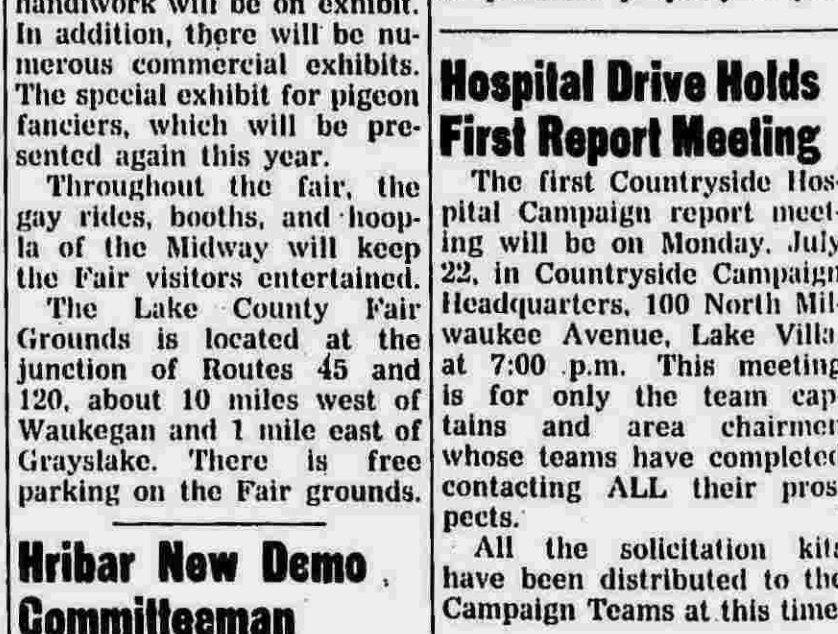 handiwork will be on exhibit.
In addition, there will be nu-
merous commercial exhibits.
The special exhibit for pigeon
fanciers, which will be pre-
sented again this year.
Throughout the fair, the
gay rides, booths, and hoop-
la of the Midway will keep
the Fair visitors entertained.
The Lake County Fair
Grounds is located at the
junction of Routes 45 and
120, about 10 miles west of
Waukegan and 1 mile east of
Grayslake. There is free
parking on the Fair grounds.
Hribar New Demo
Committeeman
Hospital Drive Holds
First Report Meeting
The first Countryside Hos-
pital Campaign report meet-
ing will be on Monday, July
22, in Countryside Campaign
Headquarters, 100 North Mil
waukee Avenue, Lake Villa
at 7:00 p.m. This meeting
is for only the team cap
tains and area chairmen
whose teams have completed
contacting ALL their pros
pects.
All the solicitation kits
have been distributed to the
Campaign Teams at this time